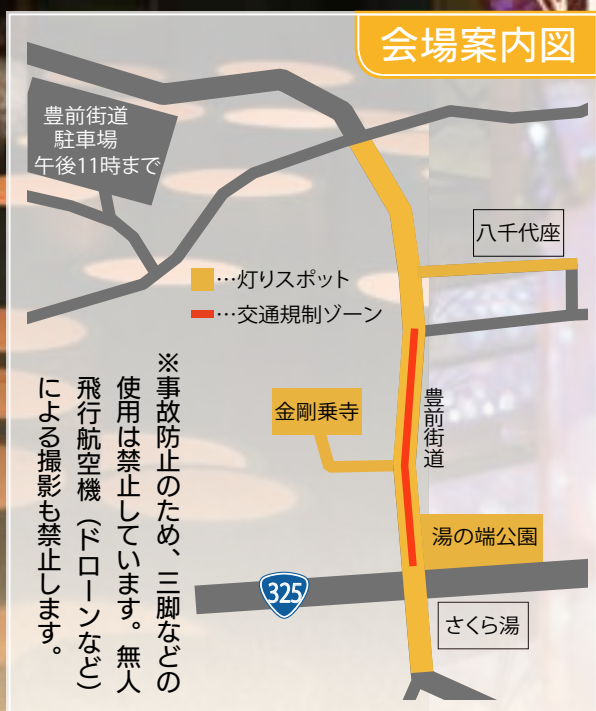 会場案内図
豊前街道
駐車場
午後11時まで
八千代座
…灯りスポット
…交通規制ゾーン
豊前街道
金剛乗寺
湯の端公園
325
さくら湯
※事故防止のため、三脚などの
使用は禁止しています。無人
飛行航空機（ドローンなど）
による撮影も禁止します。